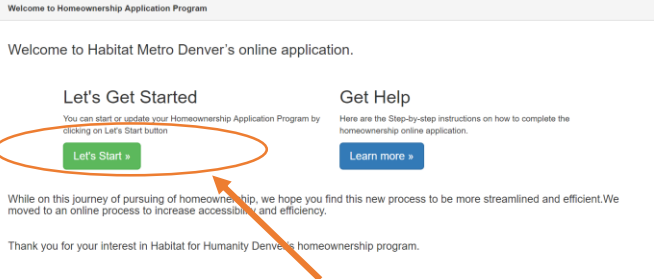 Welcome to Homeownership Application Program
Welcome to Habitat Metro Denver's online application.
Let's Get Started
You can start or update your Homeownership Application Program by
clicking on Let's Start button
Let's Start »
Get Help
Here are the Step-by-step instructions on how to complete the
homeownership online application.
Learn more »
While on this journey of pursuing of homeownership, we hope you find this new process to be more streamlined and efficient.We
moved to an online process to increase accessibility and efficiency.
Thank you for your interest in Habitat for Humanity Denver's homeownership program.